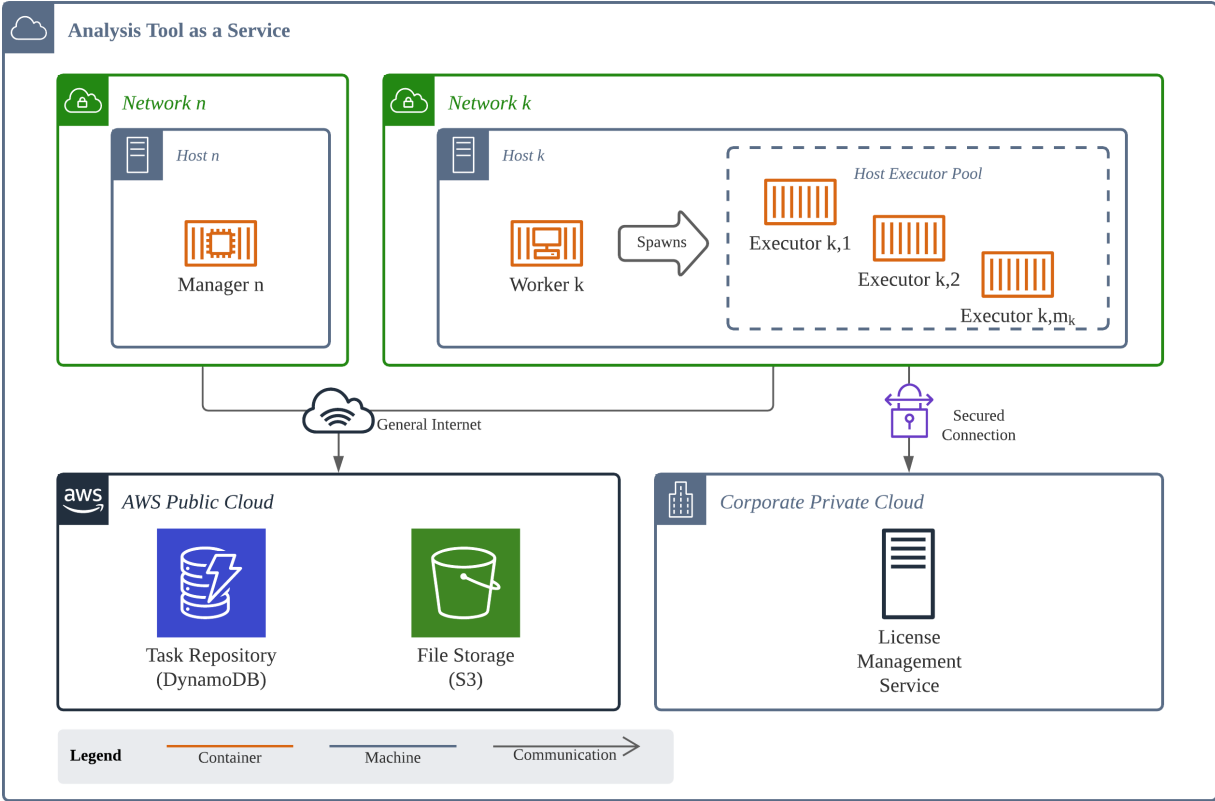 Analysis Tool as a Service
Network n
Host n
Manager n
Network k
Host k
Worker k
Spawns
Host Executor Pool
Executor k,1
Executor k,2
Executor k,mₖ
General Internet
Secured
Connection
aws
AWS Public Cloud
Task Repository
(DynamoDB)
File Storage
(S3)
Corporate Private Cloud
License
Management
Service
Legend
Container
Machine
Communication